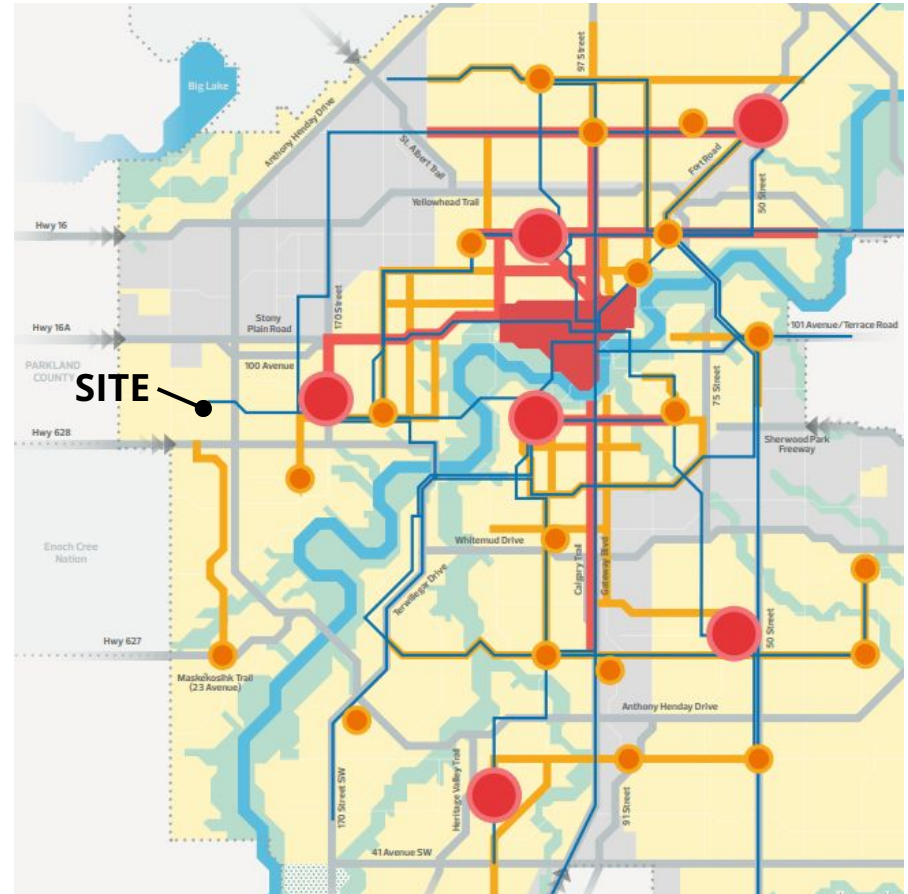 97 Street
Big Lake
Anthony Henday Drive
St. Albert Trail
Fort Road
50 Street
Yellowhead Trail
Hwy 16
170 Street
Stony
Plain Road
Hwy 16A
101 Avenue/Terrace Road
PARKLAND
COUNTY
100 Avenue
SITE
75 Street
Hwy 628
Sherwood Park
Freeway
Enoch Cree
Nation
Whitemud Drive
Calgary Trail
Gateway Blvd
Terwillegar Drive
50 Street
Hwy 627
Maskêkosihk Trail
(23 Avenue)
Anthony Henday Drive
170 Street SW
Heritage Valley Trail
91 Street
41 Avenue SW